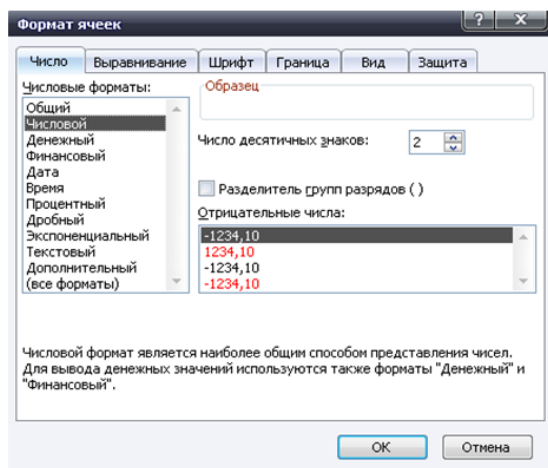 Формат ячеек
Число Выравнивание Шрифт Граница Вид Защита
Числовые форматы:
Общий
Числовой
Денежный
Финансовый
Дата
Время
Процентный
Дробный
Экспоненциальный
Текстовый
Дополнительный
(все форматы)
Образец
Число десятичных знаков: 2
Разделитель групп разрядов ( )
Отрицательные числа:
-1234,10
1234,10
-1234,10
-1234,10
Числовой формат является наиболее общим способом представления чисел.
Для вывода денежных значений используются также форматы "Денежный" и
"Финансовый".
OK Отмена